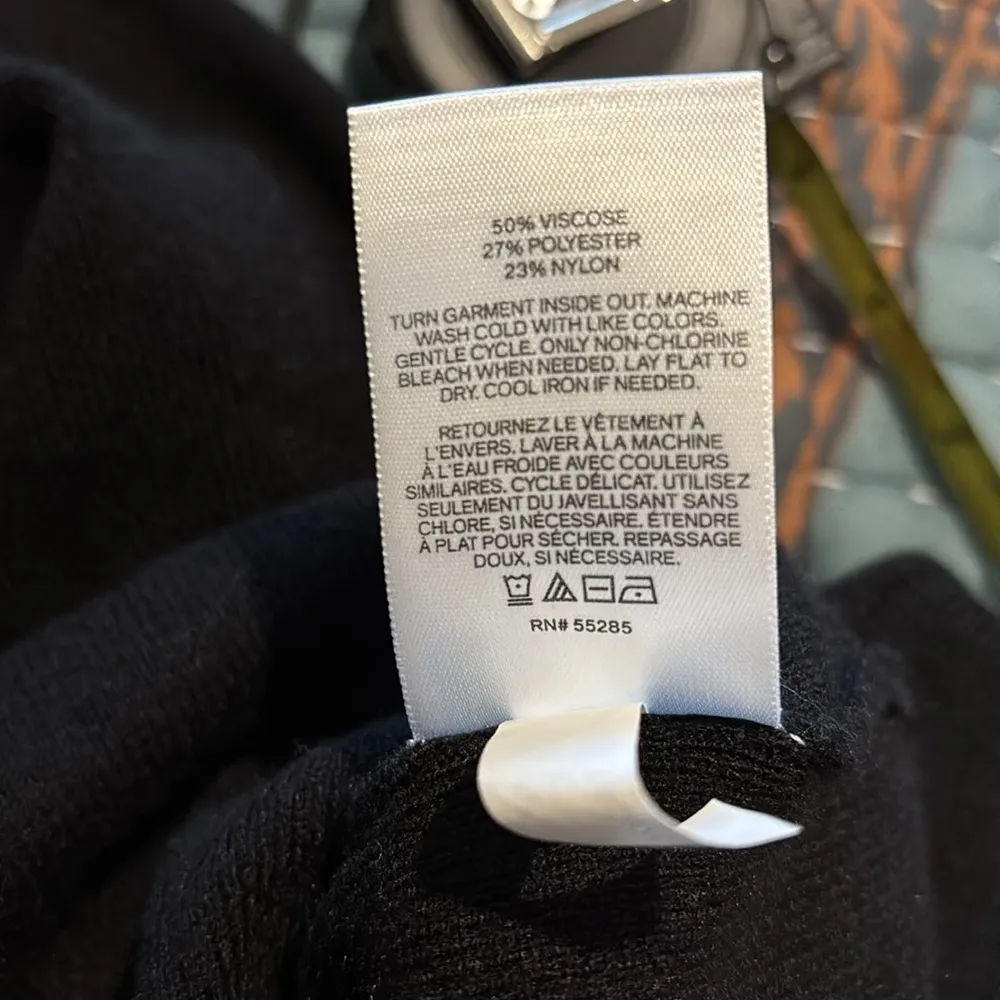 50% VISCOSE
27% POLYESTER
23% NYLON
TURN GARMENT INSIDE OUT. MACHINE
WASH COLD WITH LIKE COLORS.
GENTLE CYCLE. ONLY NON-CHLORINE
BLEACH WHEN NEEDED. LAY FLAT TO
DRY. COOL IRON IF NEEDED.
RETOURNEZ LE VÊTEMENT À
L'ENVERS. LAVER À LA MACHINE
À L'EAU FROIDE AVEC COULEURS
SIMILAIRES. CYCLE DÉLICAT. UTILISEZ
SEULEMENT DU JAVELLISANT SANS
CHLORE, SI NÉCESSAIRE. ÉTENDRE
À PLAT POUR SÉCHER. REPASSAGE
DOUX, SI NÉCESSAIRE.
RN# 55285